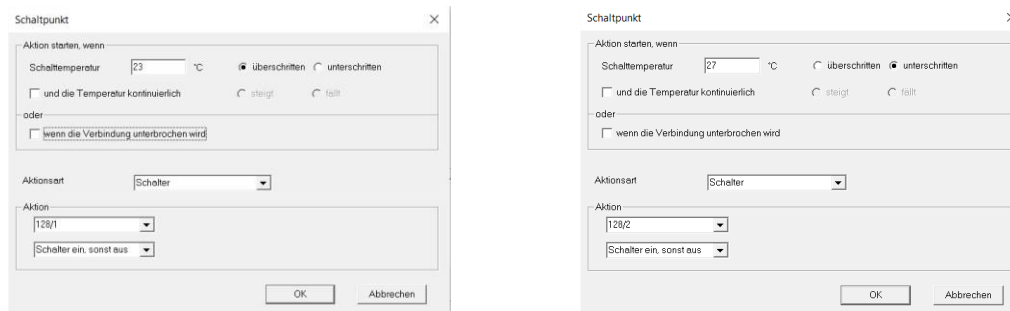 Schaltpunkt
Aktion starten, wenn
Schalttemperatur 23 °C überschritten unterschritten
und die Temperatur kontinuierlich steigt fällt
oder
wenn die Verbindung unterbrochen wird
Aktionsart Schalter
Aktion
128/1
Schalter ein, sonst aus
OK Abbrechen
Schaltpunkt
Aktion starten, wenn
Schalttemperatur 27 °C überschritten unterschritten
und die Temperatur kontinuierlich steigt fällt
oder
wenn die Verbindung unterbrochen wird
Aktionsart Schalter
Aktion
128/2
Schalter ein, sonst aus
OK Abbrechen